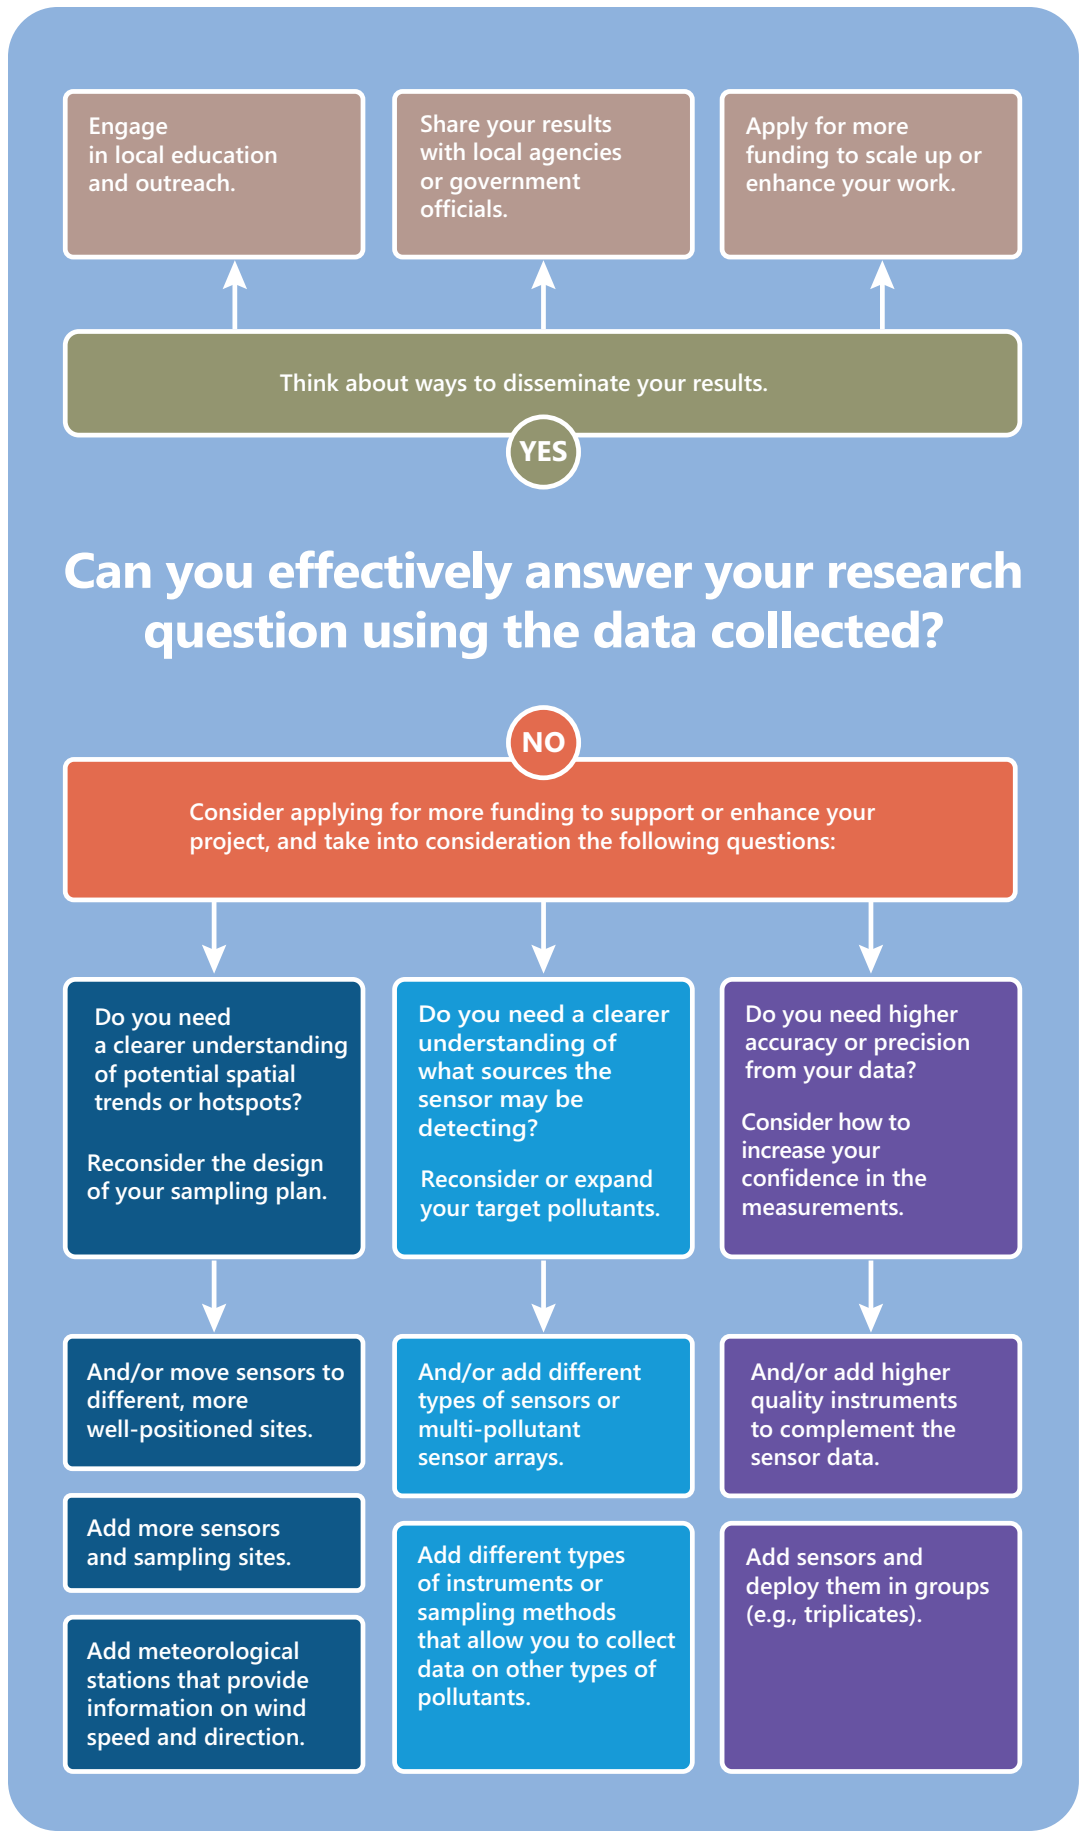 Engage
in local education
and outreach.
Share your results
with local agencies
or government
officials.
Apply for more
funding to scale up or
enhance your work.
Think about ways to disseminate your results.
YES
Can you effectively answer your research
question using the data collected?
NO
Consider applying for more funding to support or enhance your
project, and take into consideration the following questions:
Do you need
a clearer understanding
of potential spatial
trends or hotspots?
Reconsider the design
of your sampling plan.
Do you need a clearer
understanding of
what sources the
sensor may be
detecting?
Reconsider or expand
your target pollutants.
Do you need higher
accuracy or precision
from your data?
Consider how to
increase your
confidence in the
measurements.
And/or move sensors to
different, more
well-positioned sites.
Add more sensors
and sampling sites.
Add meteorological
stations that provide
information on wind
speed and direction.
And/or add different
types of sensors or
multi-pollutant
sensor arrays.
Add different types
of instruments or
sampling methods
that allow you to collect
data on other types of
pollutants.
And/or add higher
quality instruments
to complement the
sensor data.
Add sensors and
deploy them in groups
(e.g., triplicates).